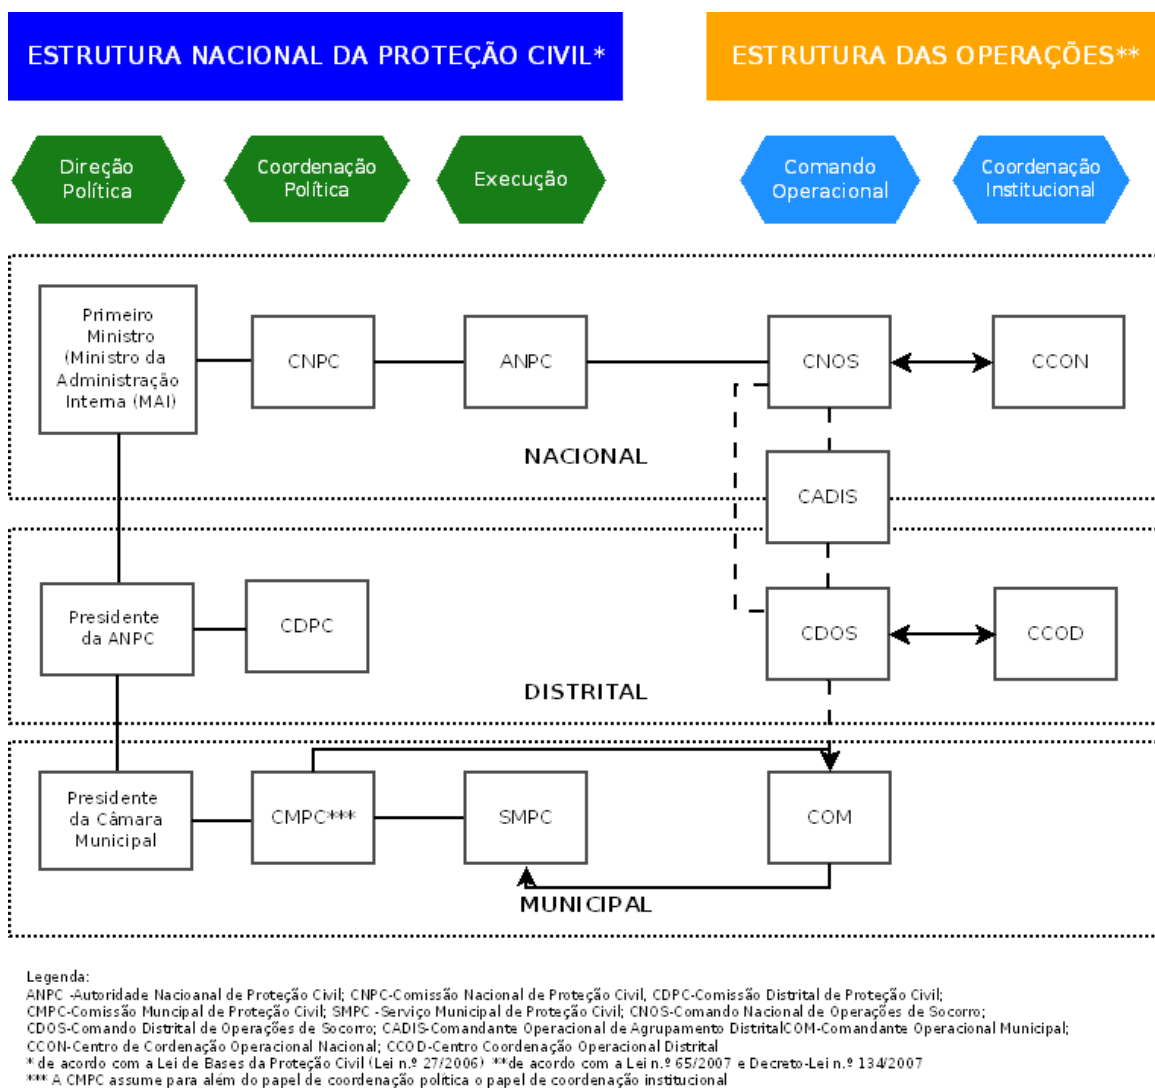 ESTRUTURA NACIONAL DA PROTEÇÃO CIVIL*
ESTRUTURA DAS OPERAÇÕES**
Direção
Política
Coordenação
Política
Execução
Comando
Operacional
Coordenação
Institucional
Primeiro
Ministro
(Ministro da
Administração
Interna (MAI)
CNPC
ANPC
CNOS
CCON
NACIONAL
CADIS
Presidente
da ANPC
CDPC
CDOS
CCOD
DISTRITAL
Presidente
da Câmara
Municipal
CMPC***
SMPC
COM
MUNICIPAL
Legenda:
ANPC -Autoridade Nacioanal de Proteção Civil; CNPC-Comissão Nacional de Proteção Civil, CDPC-Comissão Distrital de Proteção Civil;
CMPC-Comissão Muncipal de Proteção Civil; SMPC -Serviço Municipal de Proteção Civil; CNOS-Comando Nacional de Operações de Socorro;
CDOS-Comando Distrital de Operações de Socorro; CADIS-Comandante Operacional de Agrupamento DistritalCOM-Comandante Operacional Municipal;
CCON-Centro de Cordenação Operacional Nacional; CCOD-Centro Coordenação Operacional Distrital
* de acordo com a Lei de Bases da Proteção Civil (Lei n.º 27/2006) **de acordo com a Lei n.º 65/2007 e Decreto-Lei n.º 134/2007
*** A CMPC assume para além do papel de coordenação política o papel de coordenação institucional